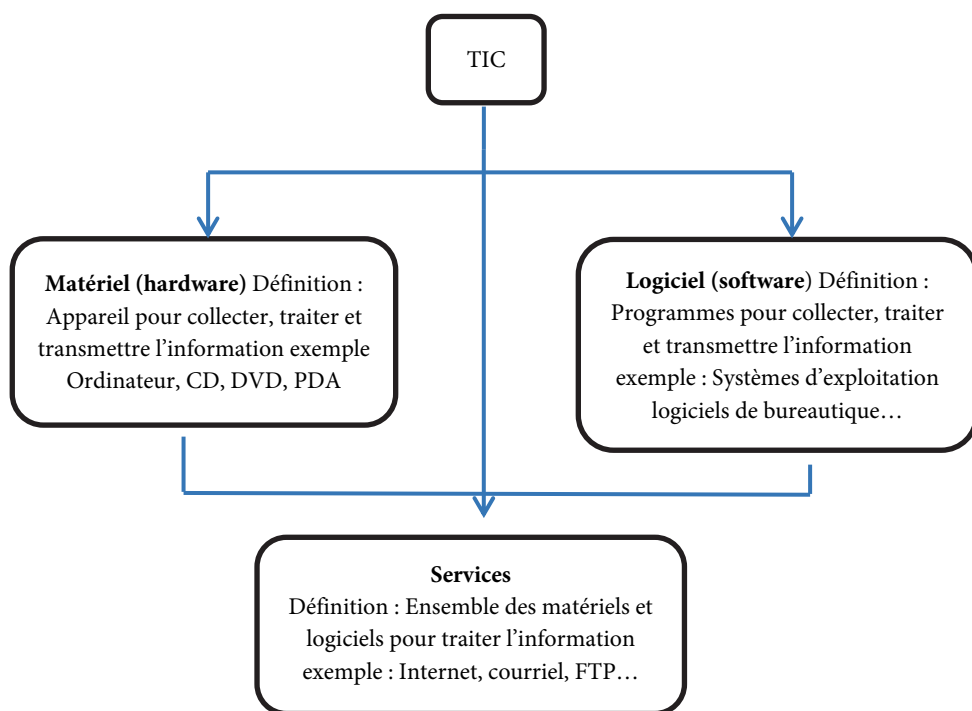 TIC
Matériel (hardware) Définition :
Appareil pour collecter, traiter et
transmettre l’information exemple
Ordinateur, CD, DVD, PDA
Logiciel (software) Définition :
Programmes pour collecter, traiter
et transmettre l’information
exemple : Systèmes d’exploitation
logiciels de bureautique…
Services
Définition : Ensemble des matériels et
logiciels pour traiter l’information
exemple : Internet, courriel, FTP…